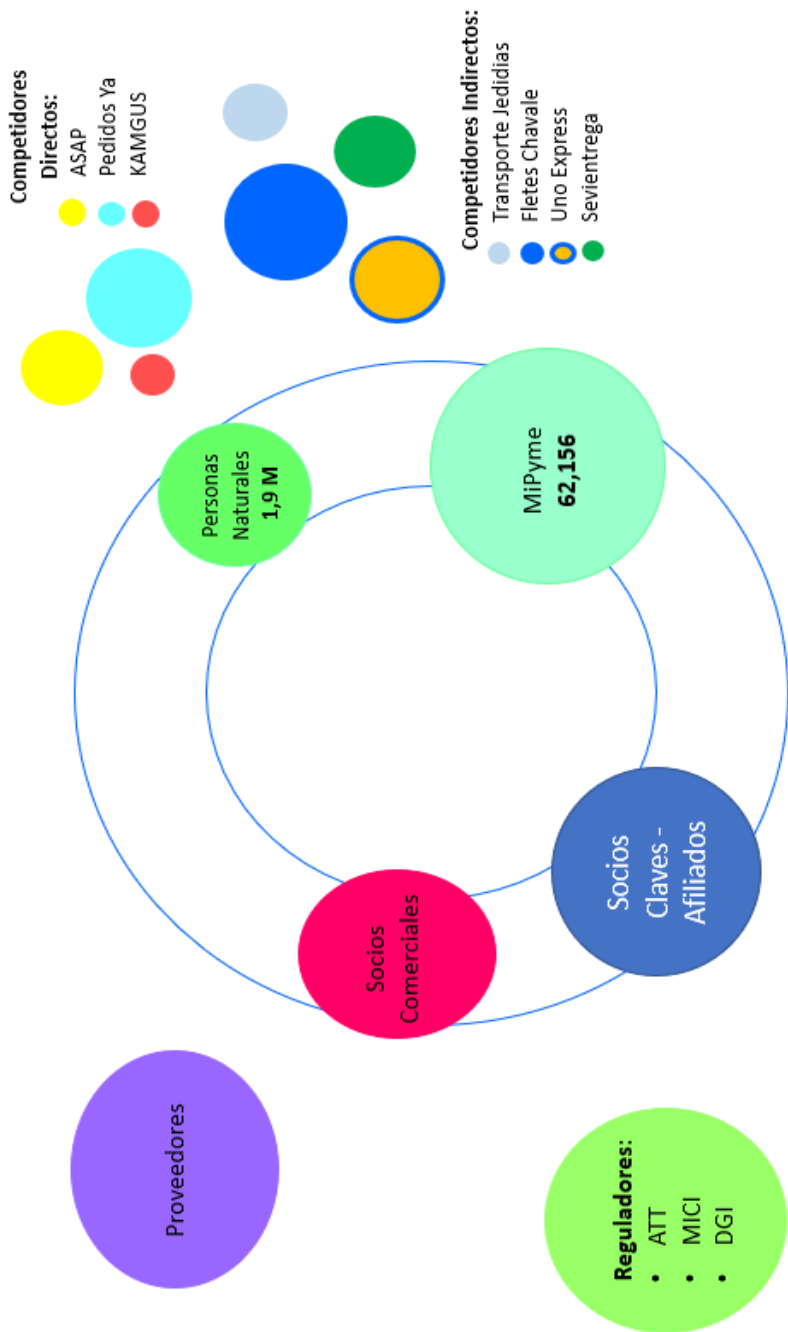 Proveedores
Reguladores:
• ATT
• MICI
• DGI
Socios
Comerciales
Socios
Claves -
Afiliados
Personas
Naturales
1,9 M
MiPyme
62,156
Competidores
Directos:
ASAP
Pedidos Ya
KAMGUS
Competidores Indirectos:
Transporte Jedidias
Fletes Chavale
Uno Express
Sevientrega